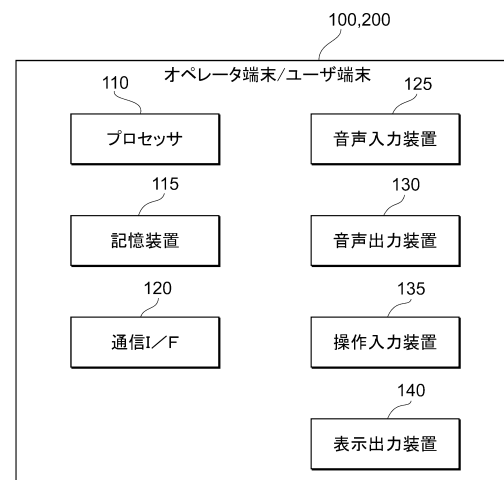 100,200
オペレータ端末/ユーザ端末
110
プロセッサ
125
音声入力装置
115
記憶装置
130
音声出力装置
120
通信I／F
135
操作入力装置
140
表示出力装置